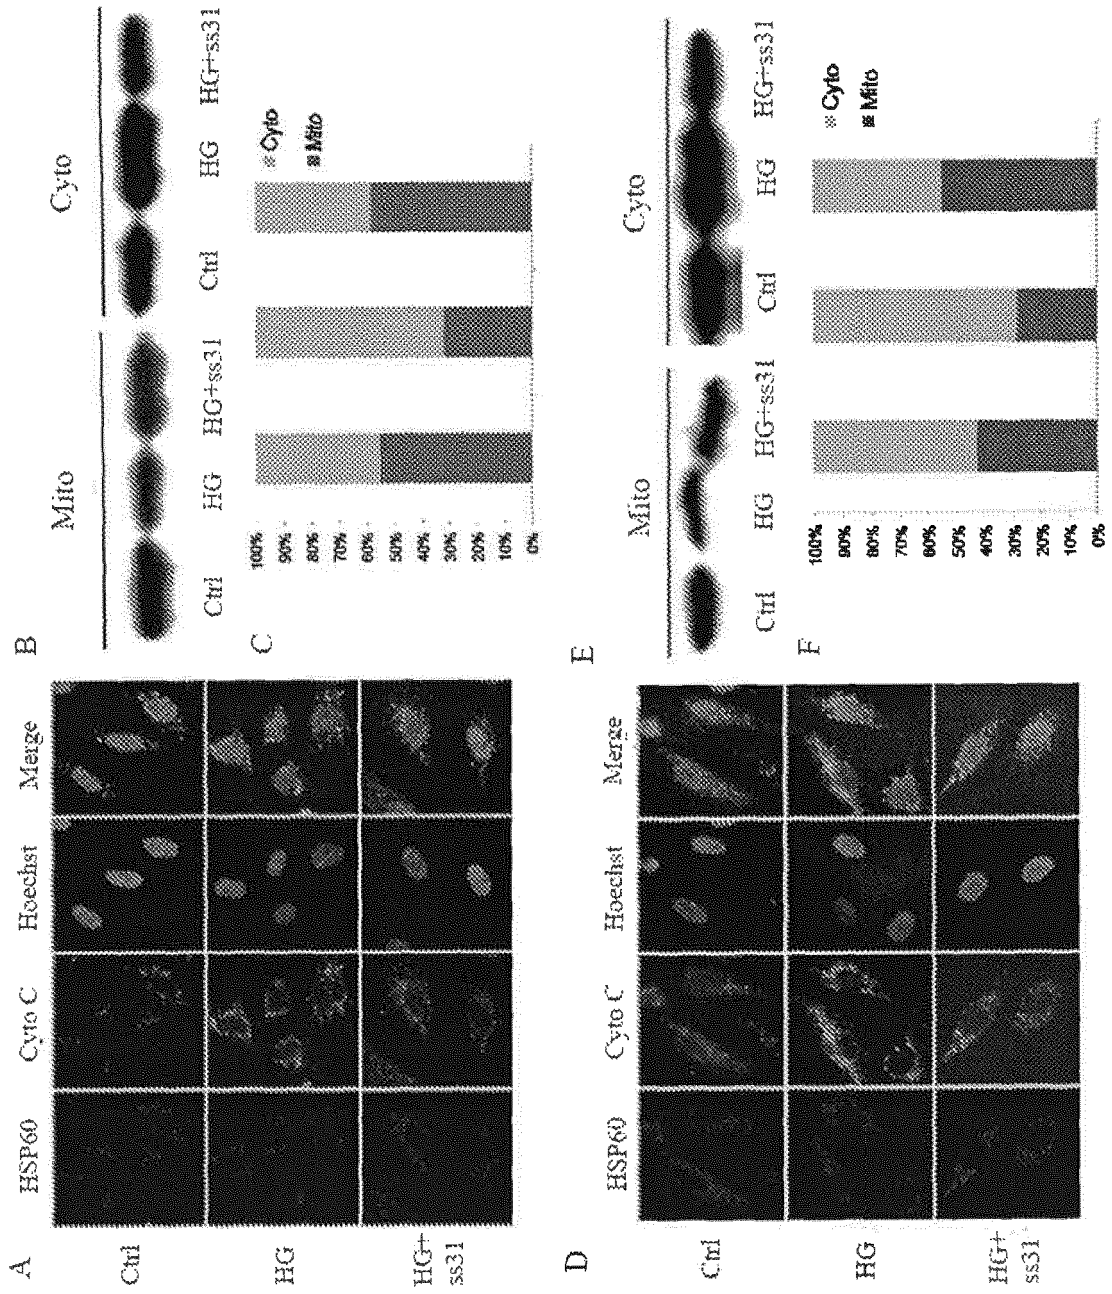 A
HSP60 Cyto C Hoechst Merge
Ctrl
HG
HG+
ss31
B
Mito Cyto
Ctrl HG HG+ss31 Ctrl HG HG+ss31
C
100%
90%
80%
70%
60%
50%
40%
30%
20%
10%
0%
Cyto
Mito
D
HSP60 Cyto C Hoechst Merge
Ctrl
HG
HG+
ss31
E
Mito Cyto
Ctrl HG HG+ss31 Ctrl HG HG+ss31
F
100%
90%
80%
70%
60%
50%
40%
30%
20%
10%
0%
Cyto
Mito